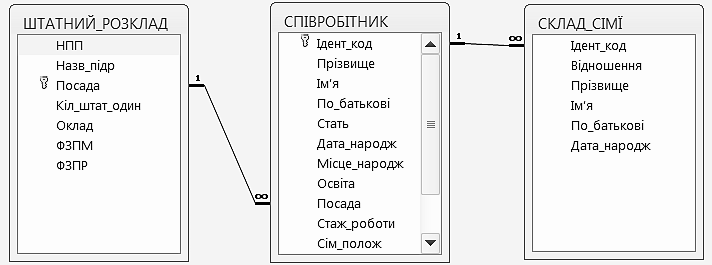 ШТАТНИЙ_РОЗКЛАД
НПП
Назв_підр
Посада
Кіл_штат_один
Оклад
ФЗПМ
ФЗПР
1
∞
СПІВРОБІТНИК
Ідент_код
Прізвище
Ім'я
По_батькові
Стать
Дата_народж
Місце_народж
Освіта
Посада
Стаж_роботи
Сім_полож
1
∞
СКЛАД_СІМЇ
Ідент_код
Відношення
Прізвище
Ім'я
По_батькові
Дата_народж